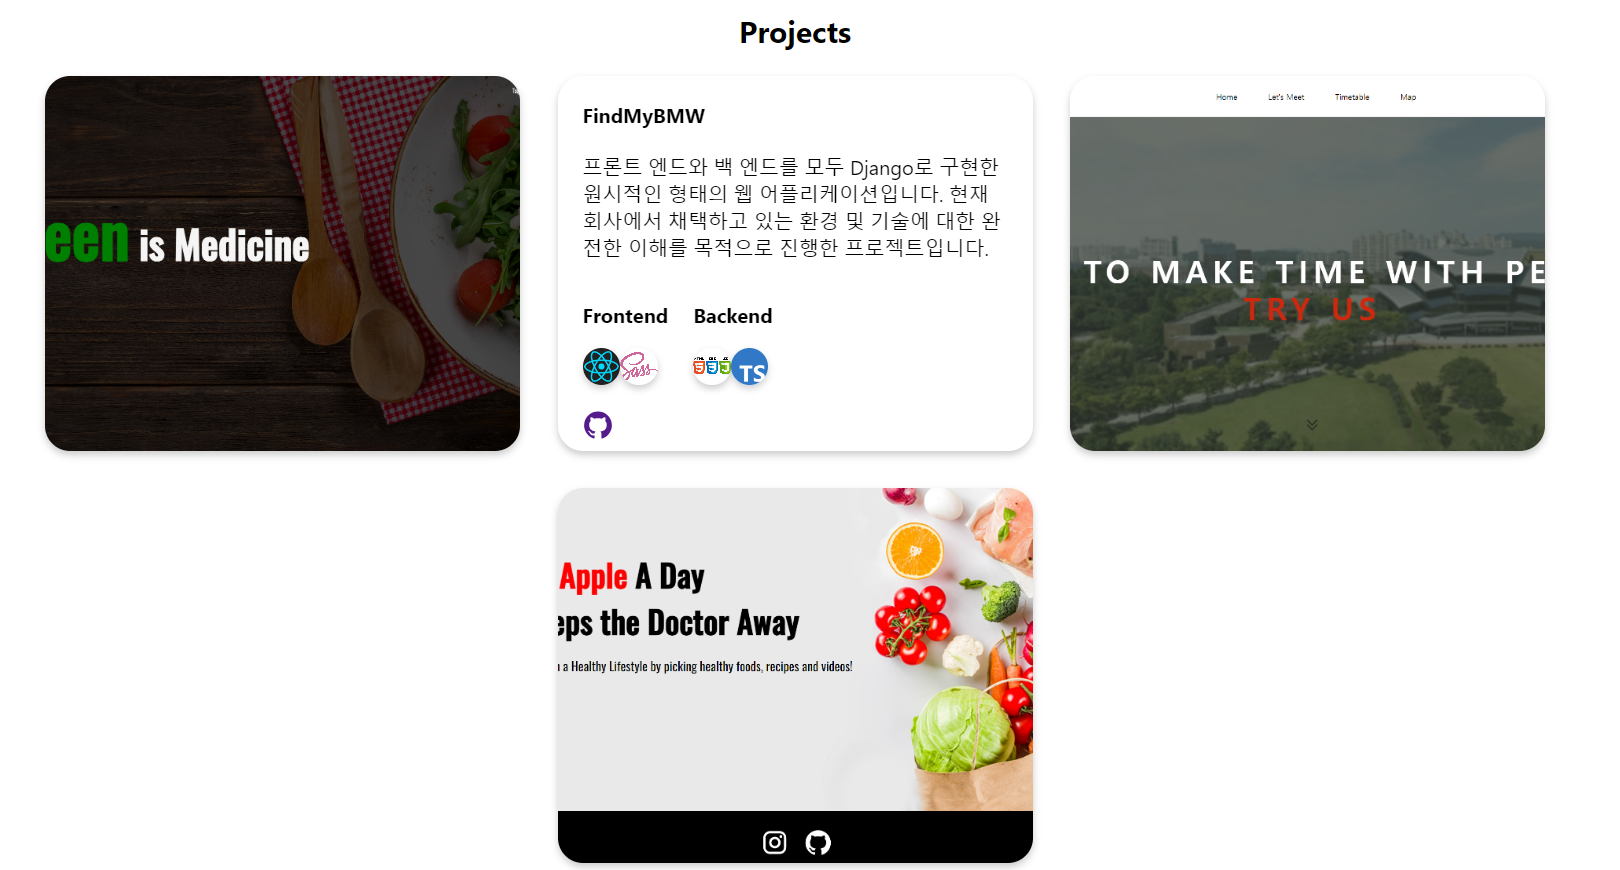 Projects
een is Medicine
FindMyBMW
프론트 엔드와 백 엔드를 모두 Django로 구현한
원시적인 형태의 웹 어플리케이션입니다. 현재
회사에서 채택하고 있는 환경 및 기술에 대한 완
전한 이해를 목적으로 진행한 프로젝트입니다.
Frontend Backend
Sass
HTML CSS JS
TS
Home Let's Meet Timetable Map
TO MAKE TIME WITH PE
TRY US
Apple A Day
eps the Doctor Away
a Healthy Lifestyle by picking healthy foods, recipes and videos!